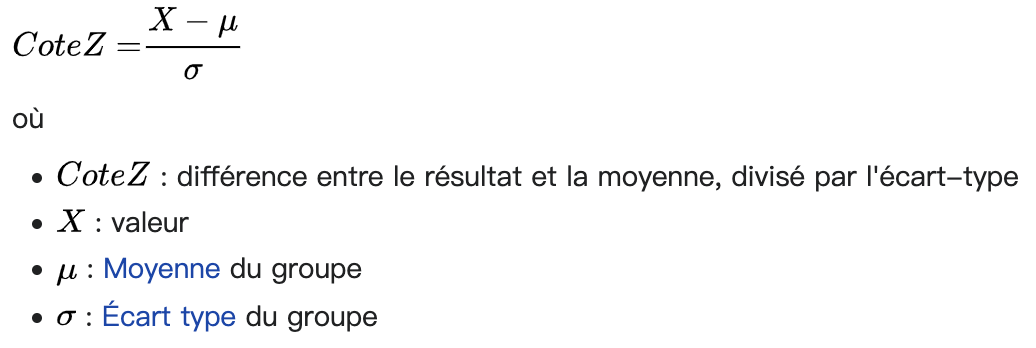 CoteZ = X − μ / σ
où
• CoteZ : différence entre le résultat et la moyenne, divisé par l'écart–type
• X : valeur
• μ : Moyenne du groupe
• σ : Écart type du groupe